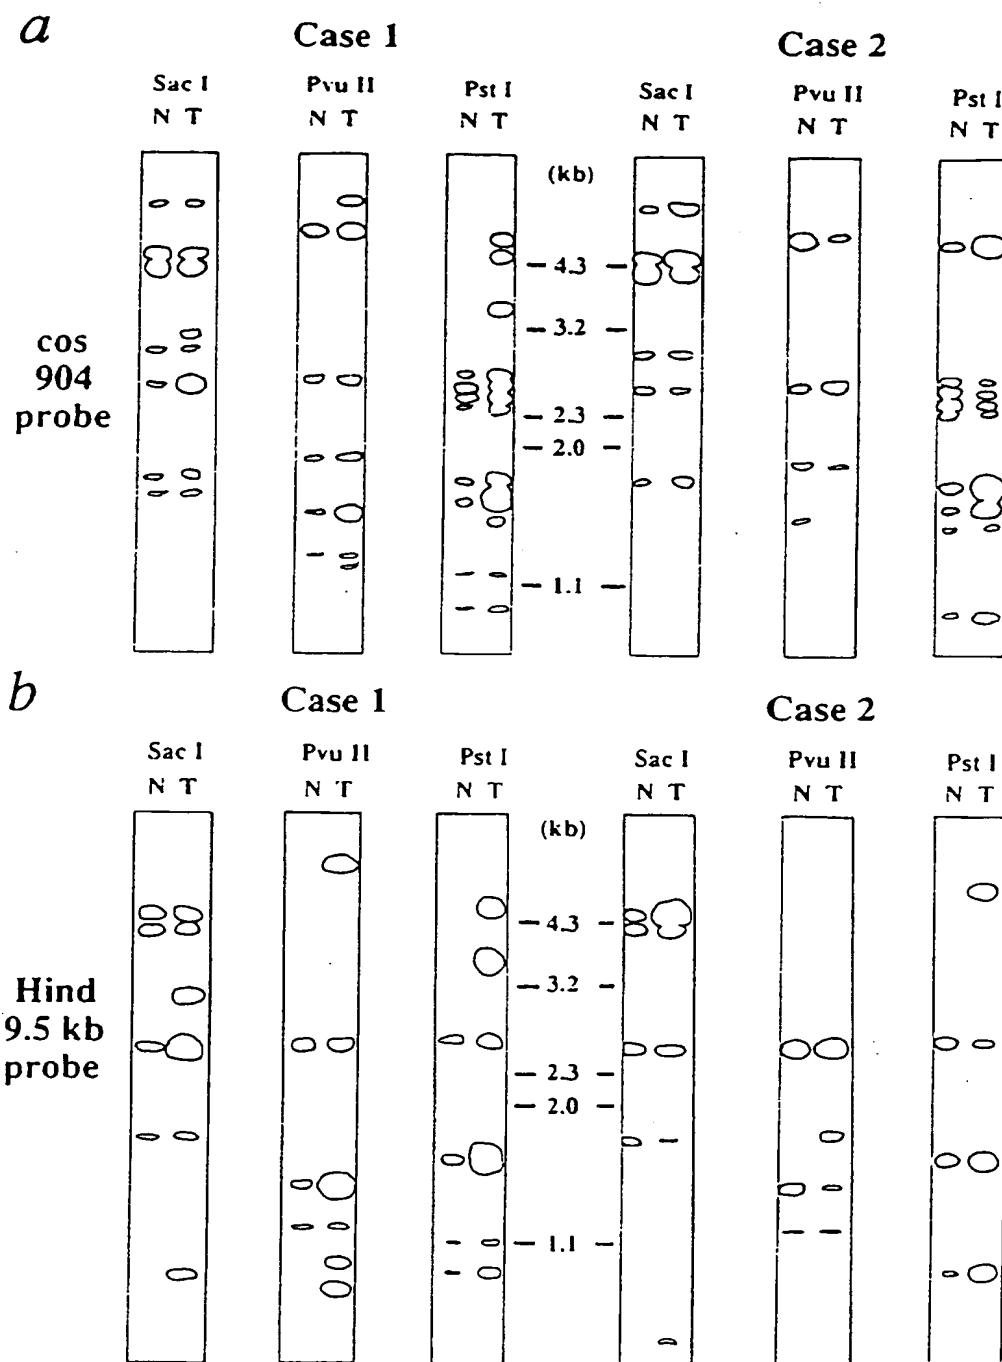 a
Case 1
Case 2
Sac I
Pvu II
Pst I
Sac I
Pvu II
Pst I
N T
N T
N T
N T
N T
N T
(kb)
4.3
3.2
2.3
2.0
1.1
cos
904
probe
b
Case 1
Case 2
Sac I
Pvu II
Pst I
Sac I
Pvu II
Pst I
N T
N T
N T
N T
N T
N T
(kb)
4.3
3.2
2.3
2.0
1.1
Hind
9.5 kb
probe